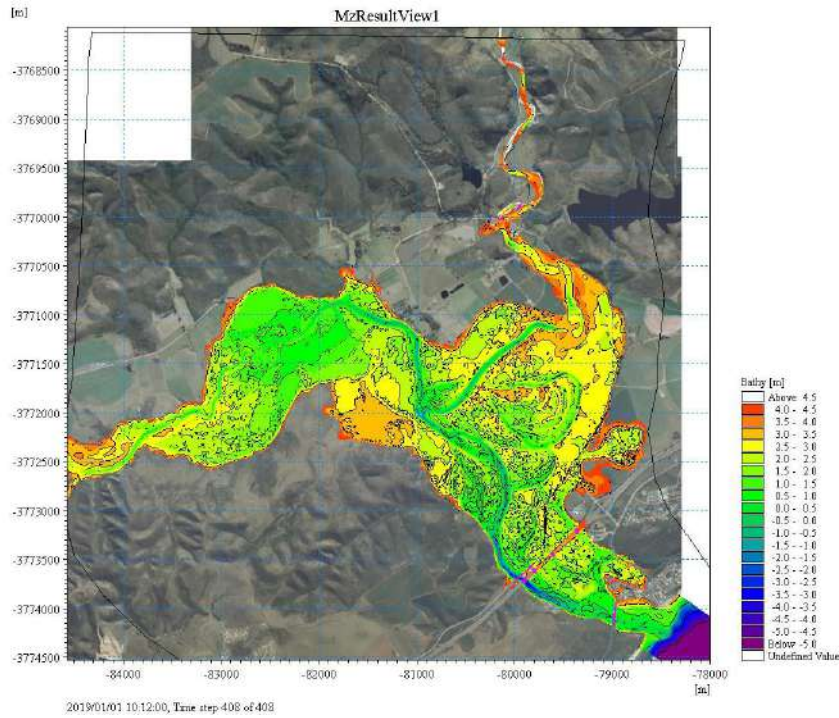 [m]
MzResultView1
-3768500
-3769000
-3769500
-3770000
-3770500
-3771000
-3771500
-3772000
-3772500
-3773000
-3773500
-3774000
-3774500
-84000 -83000 -82000 -81000 -80000 -79000 -78000
[m]
Bathy [m]
Above 4.5
4.0 - 4.5
3.5 - 4.0
3.0 - 3.5
2.5 - 3.0
2.0 - 2.5
1.5 - 2.0
1.0 - 1.5
0.5 - 1.0
0.0 - 0.5
-0.5 - 0.0
-1.0 - -0.5
-1.5 - -1.0
-2.0 - -1.5
-2.5 - -2.0
-3.0 - -2.5
-3.5 - -3.0
-4.0 - -3.5
-4.5 - -4.0
-5.0 - -4.5
Below -5.0
Undefined Value
2019/01/01 10:12:00, Time step 408 of 408